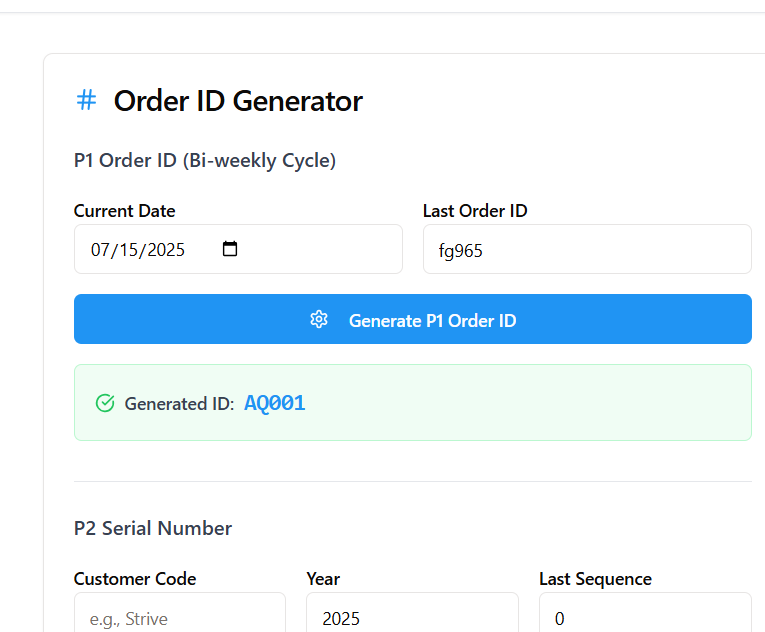 # Order ID Generator
P1 Order ID (Bi-weekly Cycle)
Current Date Last Order ID
07/15/2025 fg965
Generate P1 Order ID
Generated ID: AQ001
P2 Serial Number
Customer Code Year Last Sequence
e.g., Strive 2025 0